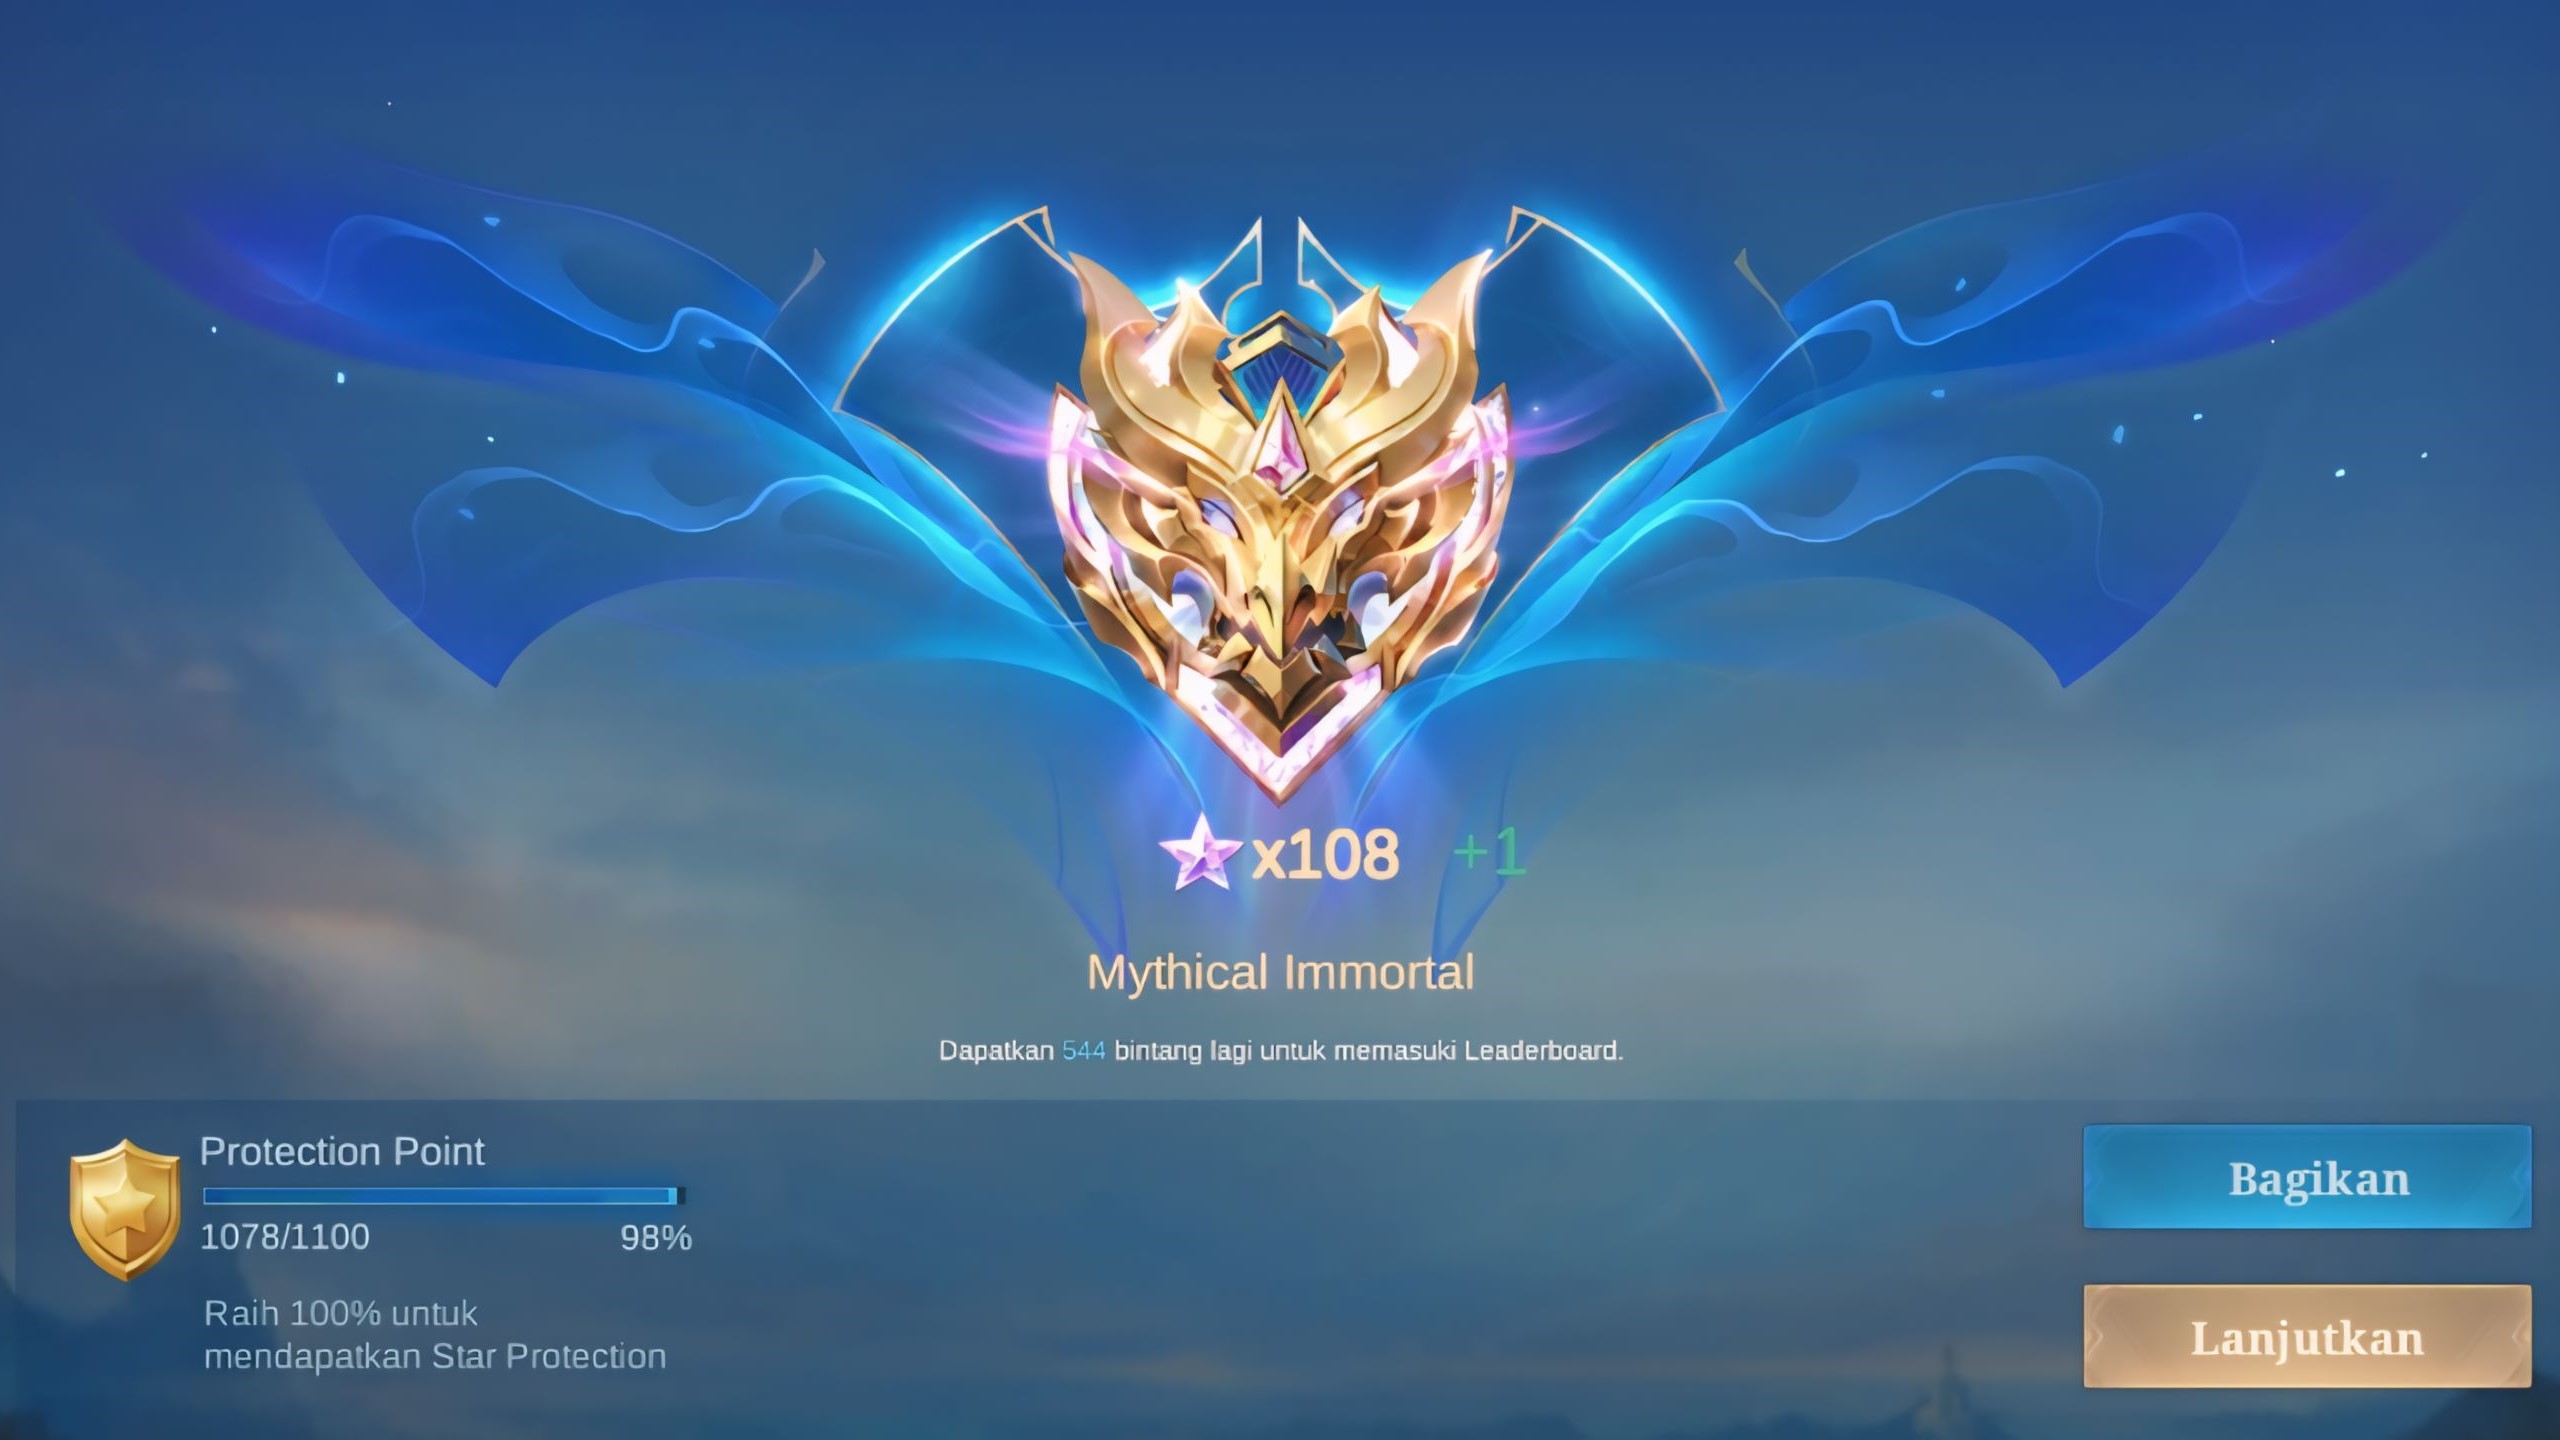 x108 +1
Mythical Immortal
Dapatkan 544 bintang lagi untuk memasuki Leaderboard.
Protection Point
1078/1100 98%
Raih 100% untuk
mendapatkan Star Protection
Bagikan
Lanjutkan